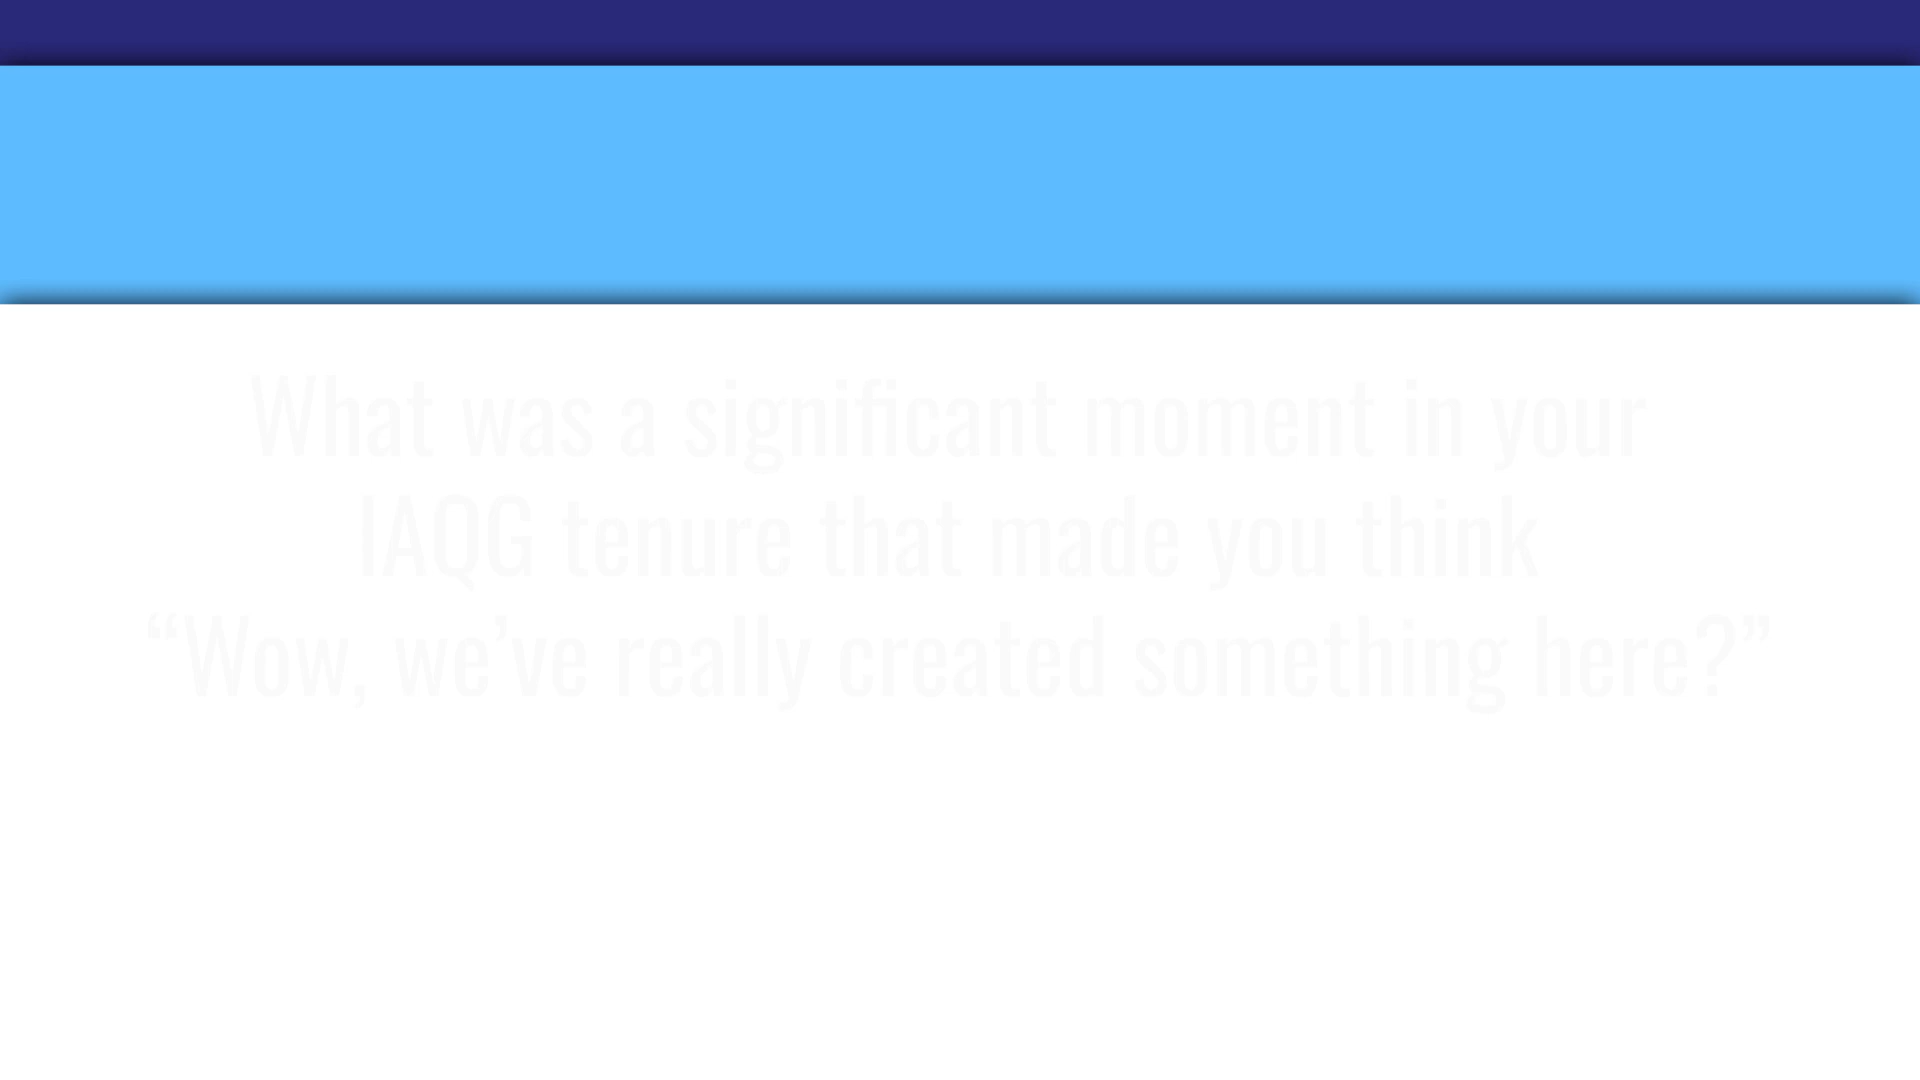 What was a significant moment in your
IAQG tenure that made you think
“Wow, we’ve really created something here?”